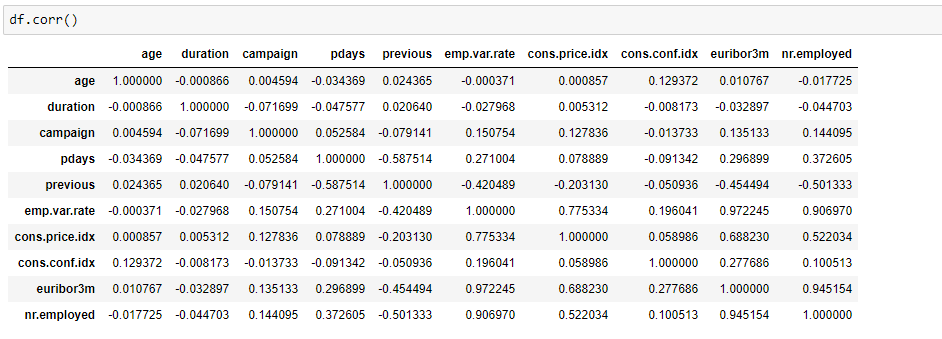 df.corr()
age duration campaign pdays previous emp.var.rate cons.price.idx cons.conf.idx euribor3m nr.employed
age 1.000000 -0.000866 0.004594 -0.034369 0.024365 -0.000371 0.000857 0.129372 0.010767 -0.017725
duration -0.000866 1.000000 -0.071699 -0.047577 0.020640 -0.027968 0.005312 -0.008173 -0.032897 -0.044703
campaign 0.004594 -0.071699 1.000000 0.052584 -0.079141 0.150754 0.127836 -0.013733 0.135133 0.144095
pdays -0.034369 -0.047577 0.052584 1.000000 -0.587514 0.271004 0.078889 -0.091342 0.296899 0.372605
previous 0.024365 0.020640 -0.079141 -0.587514 1.000000 -0.420489 -0.203130 -0.050936 -0.454494 -0.501333
emp.var.rate -0.000371 -0.027968 0.150754 0.271004 -0.420489 1.000000 0.775334 0.196041 0.972245 0.906970
cons.price.idx 0.000857 0.005312 0.127836 0.078889 -0.203130 0.775334 1.000000 0.058986 0.688230 0.522034
cons.conf.idx 0.129372 -0.008173 -0.013733 -0.091342 -0.050936 0.196041 0.058986 1.000000 0.277686 0.100513
euribor3m 0.010767 -0.032897 0.135133 0.296899 -0.454494 0.972245 0.688230 0.277686 1.000000 0.945154
nr.employed -0.017725 -0.044703 0.144095 0.372605 -0.501333 0.906970 0.522034 0.100513 0.945154 1.000000